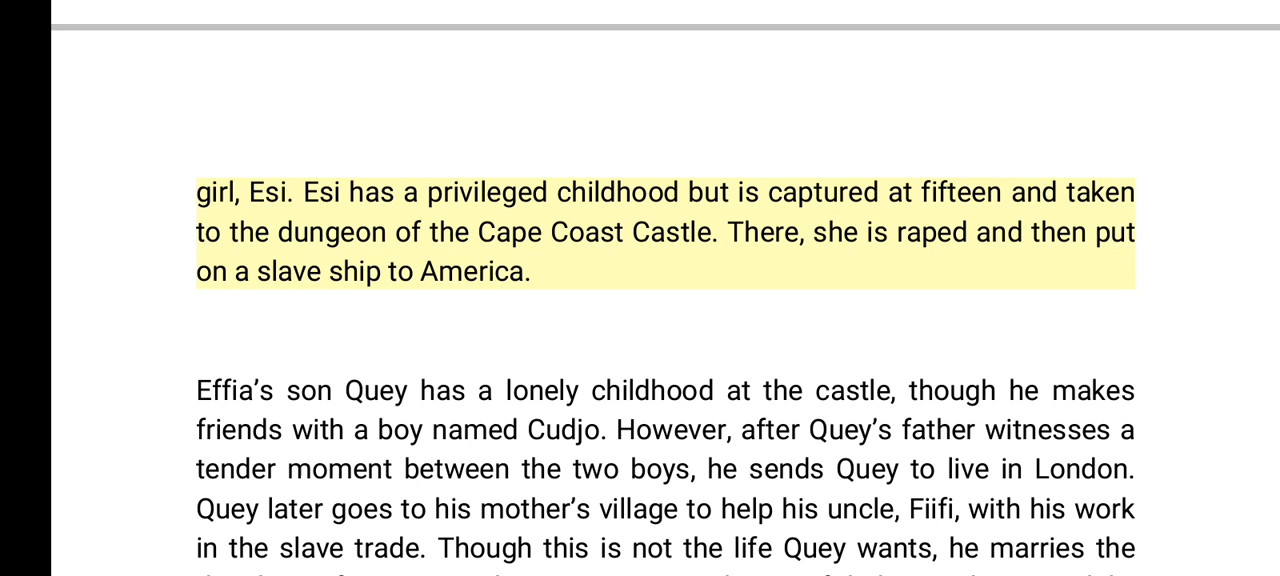 girl, Esi. Esi has a privileged childhood but is captured at fifteen and taken
to the dungeon of the Cape Coast Castle. There, she is raped and then put
on a slave ship to America.
Effia’s son Quey has a lonely childhood at the castle, though he makes
friends with a boy named Cudjo. However, after Quey’s father witnesses a
tender moment between the two boys, he sends Quey to live in London.
Quey later goes to his mother’s village to help his uncle, Fiifi, with his work
in the slave trade. Though this is not the life Quey wants, he marries the